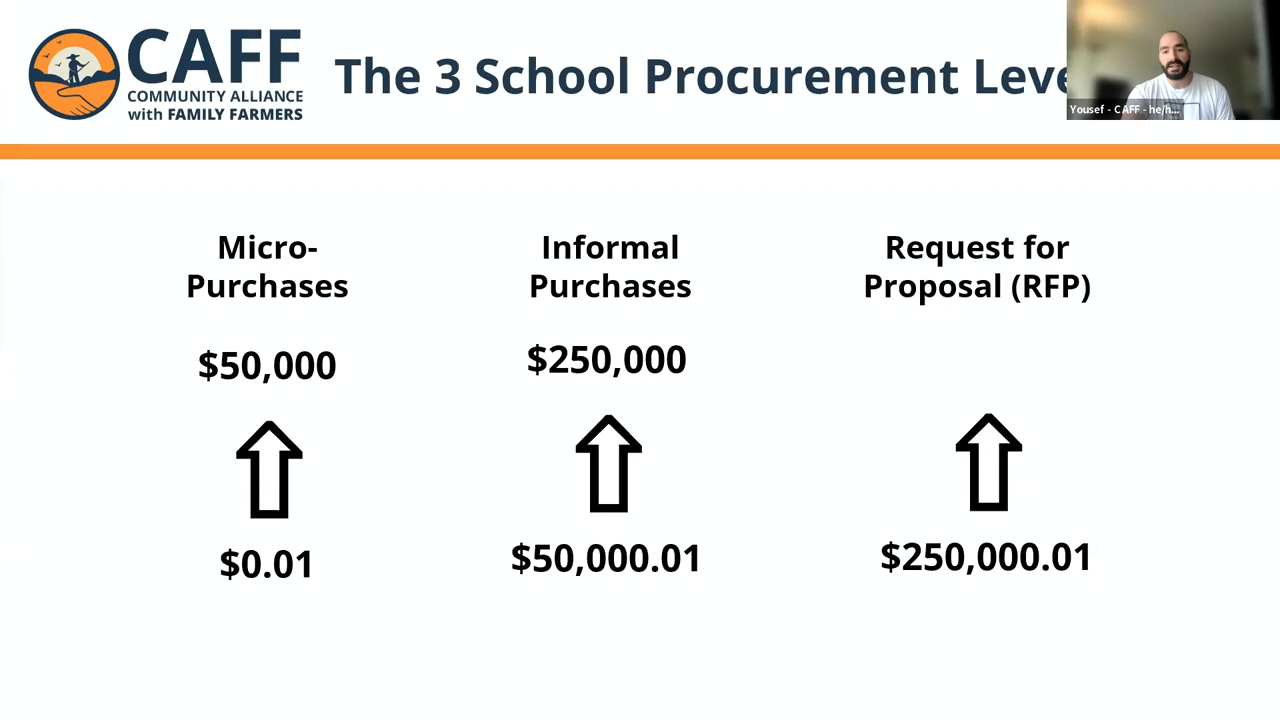 CAFF
COMMUNITY ALLIANCE
with FAMILY FARMERS
The 3 School Procurement Leve
Yousef - CAFF - he/h...
Micro-
Purchases
Informal
Purchases
Request for
Proposal (RFP)
$50,000
$250,000
$0.01
$50,000.01
$250,000.01